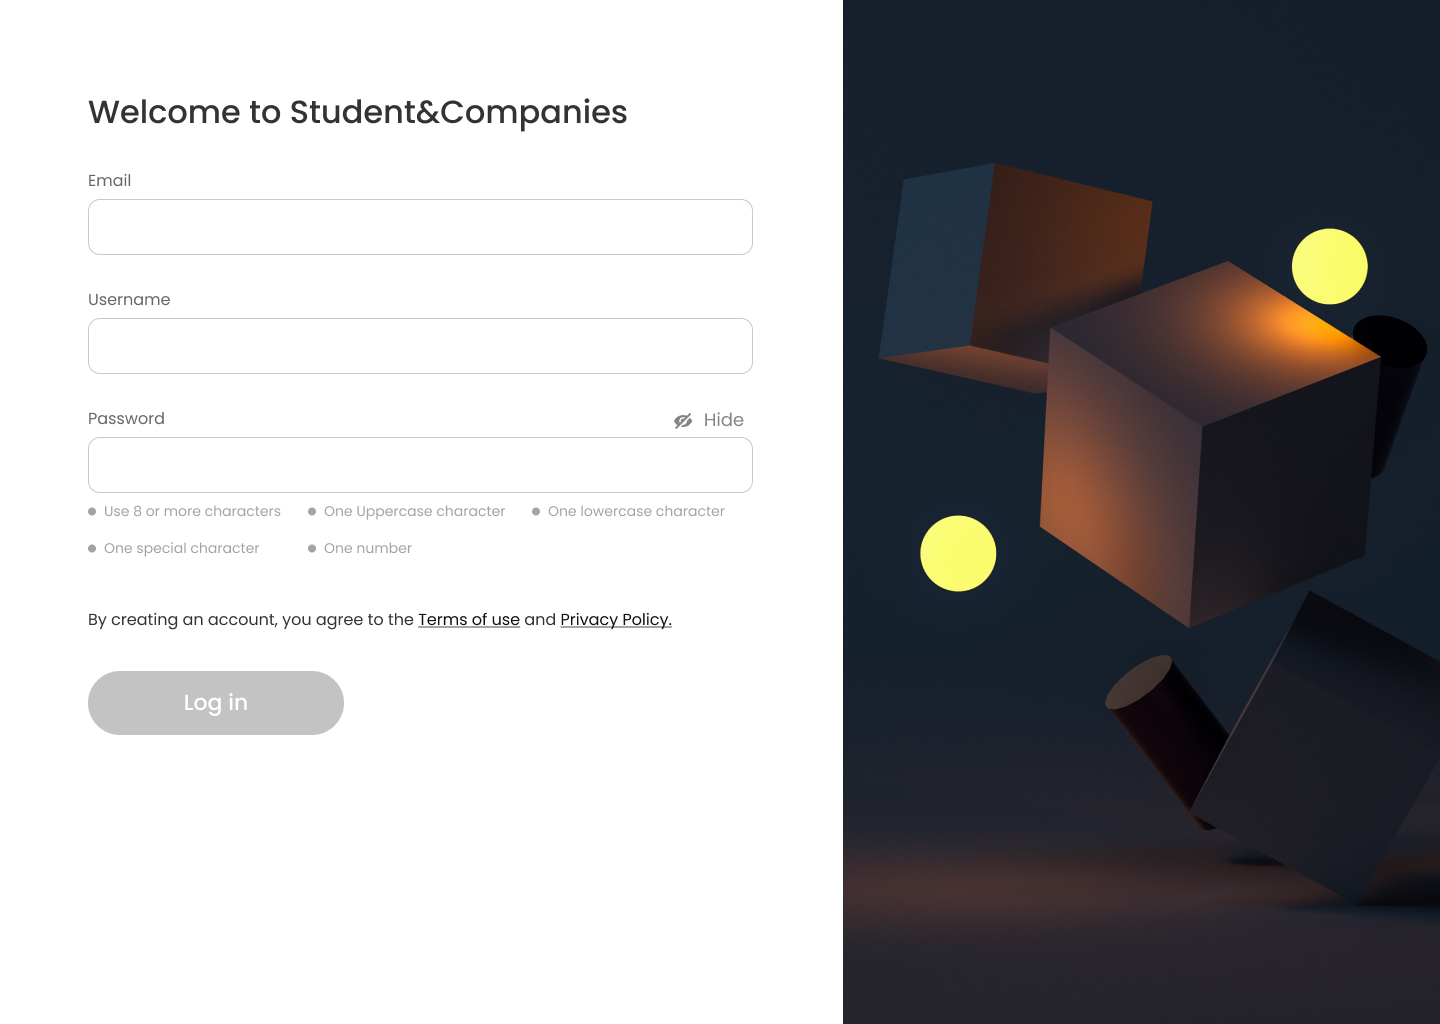 Welcome to Student&Companies
Email
Username
Password
Hide
Use 8 or more characters
One Uppercase character
One lowercase character
One special character
One number
By creating an account, you agree to the Terms of use and Privacy Policy.
Log in